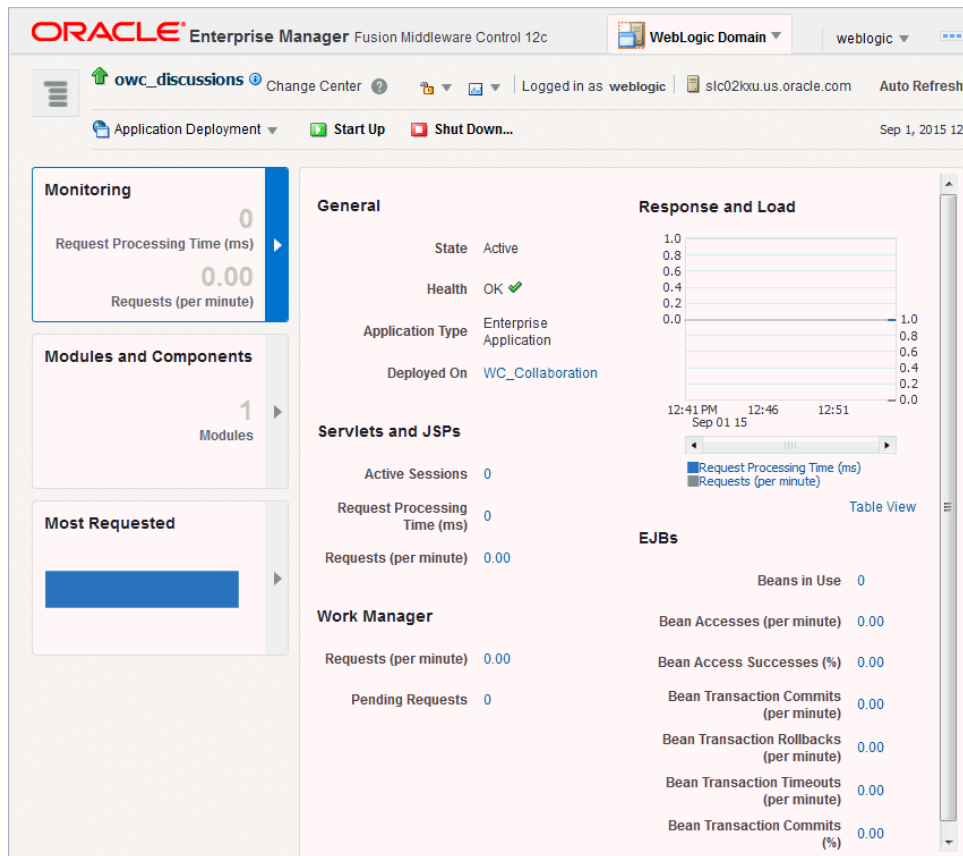 ORACLE Enterprise Manager Fusion Middleware Control 12c
WebLogic Domain
weblogic
owc_discussions
Change Center
Logged in as weblogic
slc02kxu.us.oracle.com
Auto Refresh
Application Deployment
Start Up
Shut Down...
Sep 1, 2015 12
Monitoring
0
Request Processing Time (ms)
0.00
Requests (per minute)
Modules and Components
1
Modules
Most Requested
General
State Active
Health OK
Application Type Enterprise
Application
Deployed On WC_Collaboration
Servlets and JSPs
Active Sessions 0
Request Processing
Time (ms) 0
Requests (per minute) 0.00
Work Manager
Requests (per minute) 0.00
Pending Requests 0
Response and Load
1.0
0.8
0.6
0.4
0.2
0.0
1.0
0.8
0.6
0.4
0.2
0.0
12:41 PM 12:46 12:51
Sep 01 15
Request Processing Time (ms)
Requests (per minute)
Table View
EJBs
Beans in Use 0
Bean Accesses (per minute) 0.00
Bean Access Successes (%) 0.00
Bean Transaction Commits
(per minute) 0.00
Bean Transaction Rollbacks
(per minute) 0.00
Bean Transaction Timeouts
(per minute) 0.00
Bean Transaction Commits
(%) 0.00